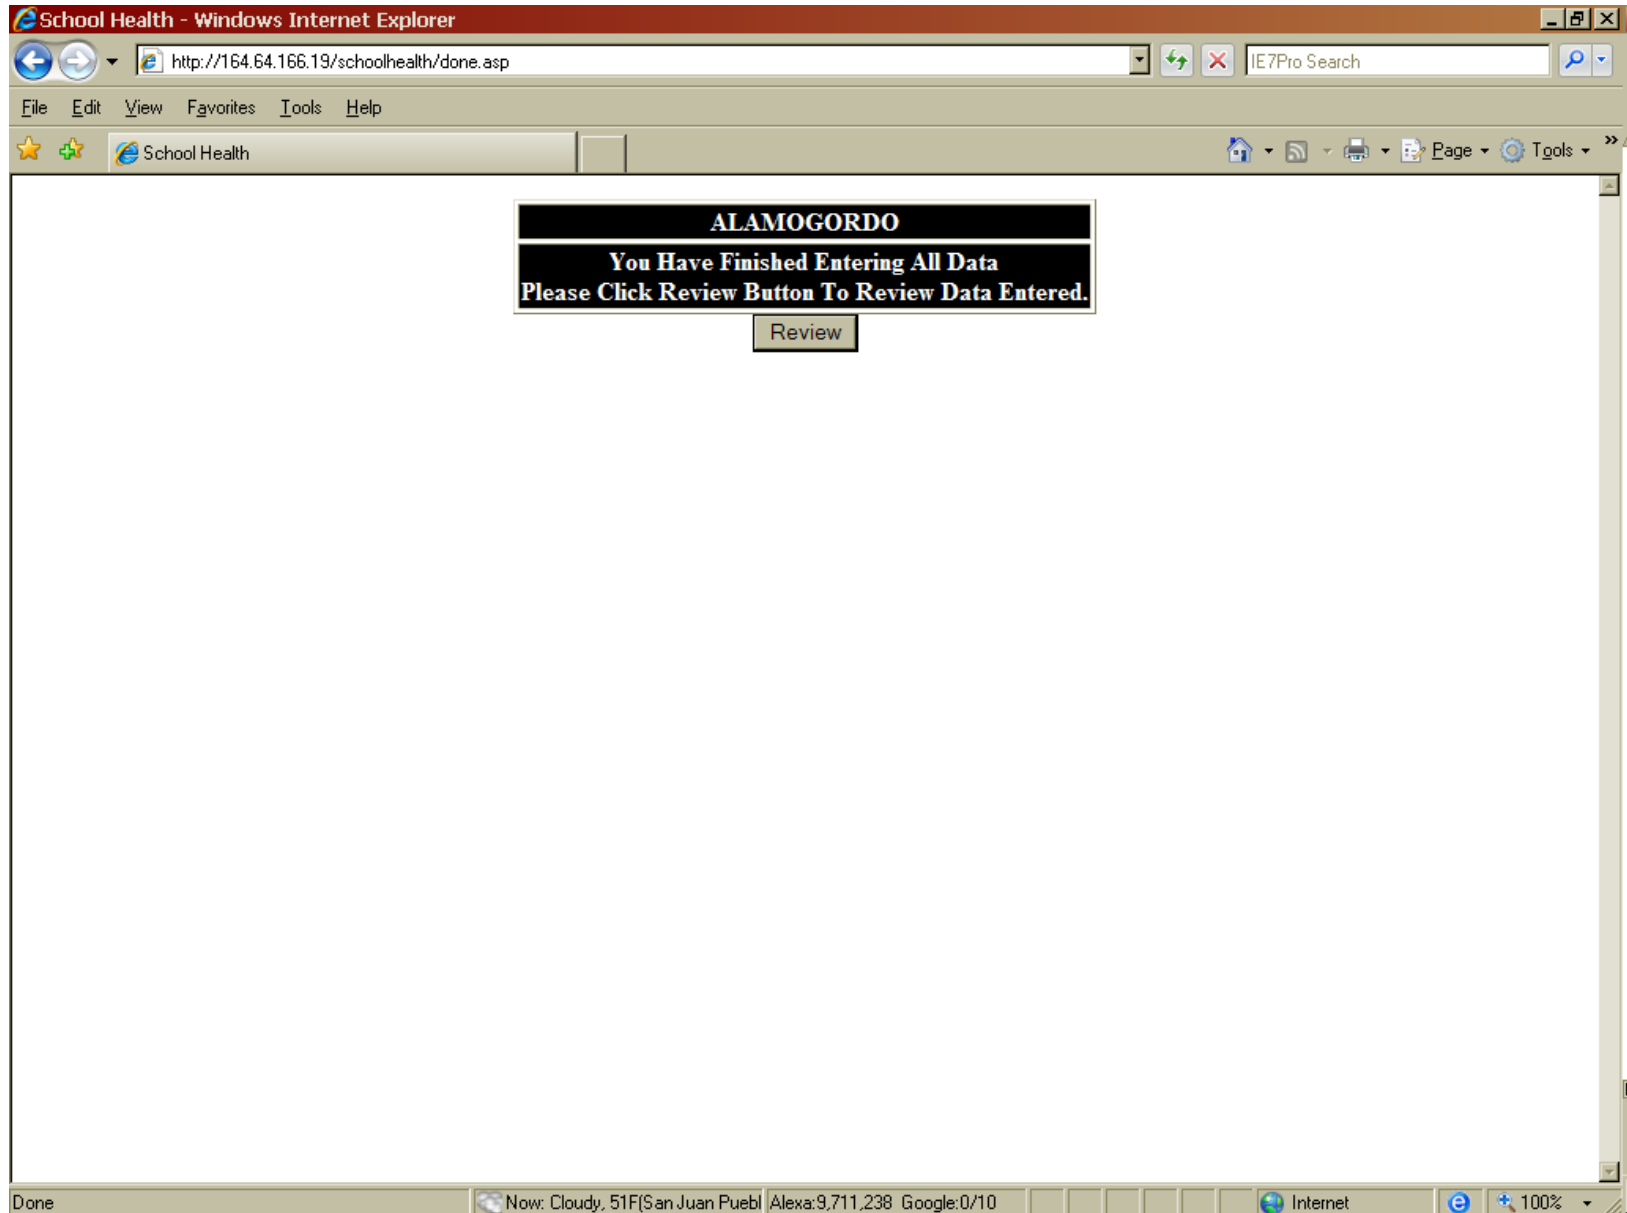 School Health - Windows Internet Explorer
http://164.64.166.19/schoolhealth/done.asp
IE7Pro Search
File Edit View Favorites Tools Help
School Health
Page Tools »
ALAMOGORDO
You Have Finished Entering All Data
Please Click Review Button To Review Data Entered.
Review
Done
Now: Cloudy, 51F(San Juan Puebl
Alexa:9,711,238 Google:0/10
Internet
100%